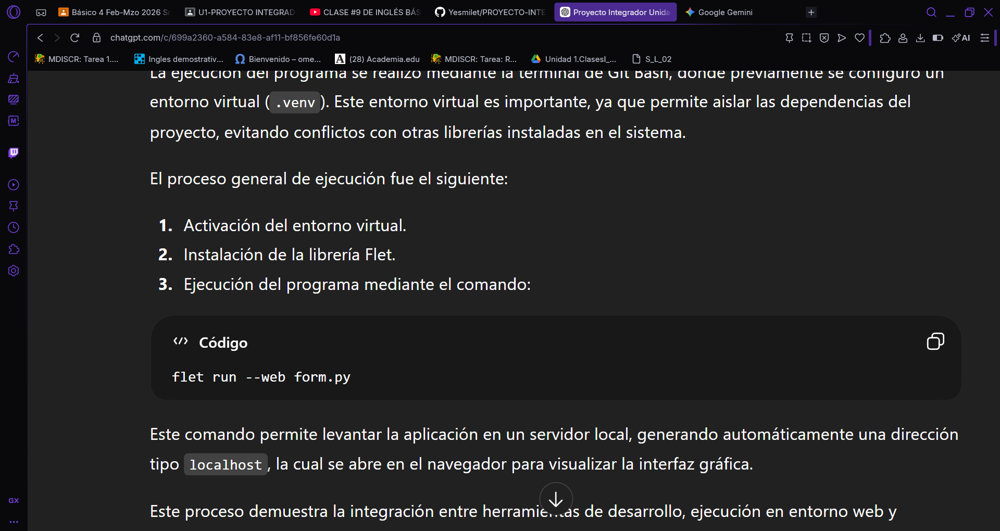 Básico 4 Feb-Mzo 2026 Sr
U1-PROYECTO INTEGRAD
CLASE #9 DE INGLÉS BÁS
Yesmilet/PROYECTO-INTE
Proyecto Integrador Unida
Google Gemini
chatgpt.com/c/699a2360-a584-83e8-af11-bf856fe60d1a
AI
MDISCR: Tarea 1....
Ingles demostrativ...
Bienvenido – ome...
A (28) Academia.edu
MDISCR: Tarea: R...
Unidad 1.ClasesI_...
S_L_02
M
La ejecución del programa se realizó mediante la terminal de Git Bash, donde previamente se configuró un
entorno virtual (.venv). Este entorno virtual es importante, ya que permite aislar las dependencias del
proyecto, evitando conflictos con otras librerías instaladas en el sistema.
El proceso general de ejecución fue el siguiente:
1. Activación del entorno virtual.
2. Instalación de la librería Flet.
3. Ejecución del programa mediante el comando:
</> Código
flet run --web form.py
Este comando permite levantar la aplicación en un servidor local, generando automáticamente una dirección
tipo localhost, la cual se abre en el navegador para visualizar la interfaz gráfica.
Este proceso demuestra la integración entre herramientas de desarrollo, ejecución en entorno web y
GX